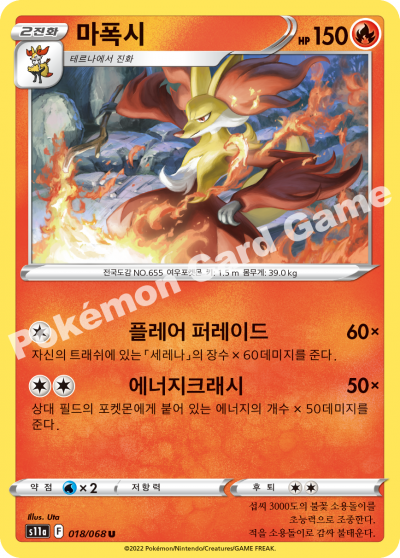 2진화
마폭시
HP 150
테르나에서 진화
전국도감 NO.655 여우포켓몬 키: 1.5 m 몸무게: 39.0 kg
Pokémon Card Game
플레어 퍼레이드 60×
자신의 트래쉬에 있는 「세레나」의 장수 × 60데미지를 준다.
에너지크래시 50×
상대 필드의 포켓몬에게 붙어 있는 에너지의 개수 × 50데미지를
준다.
약점 ×2 저항력 후퇴
Illus. Uta
s11a F 018/068 U
섭씨 3000도의 불꽃 소용돌이를
초능력으로 조종한다.
적을 소용돌이로 감싸 불태운다.
©2022 Pokémon/Nintendo/Creatures/GAME FREAK.